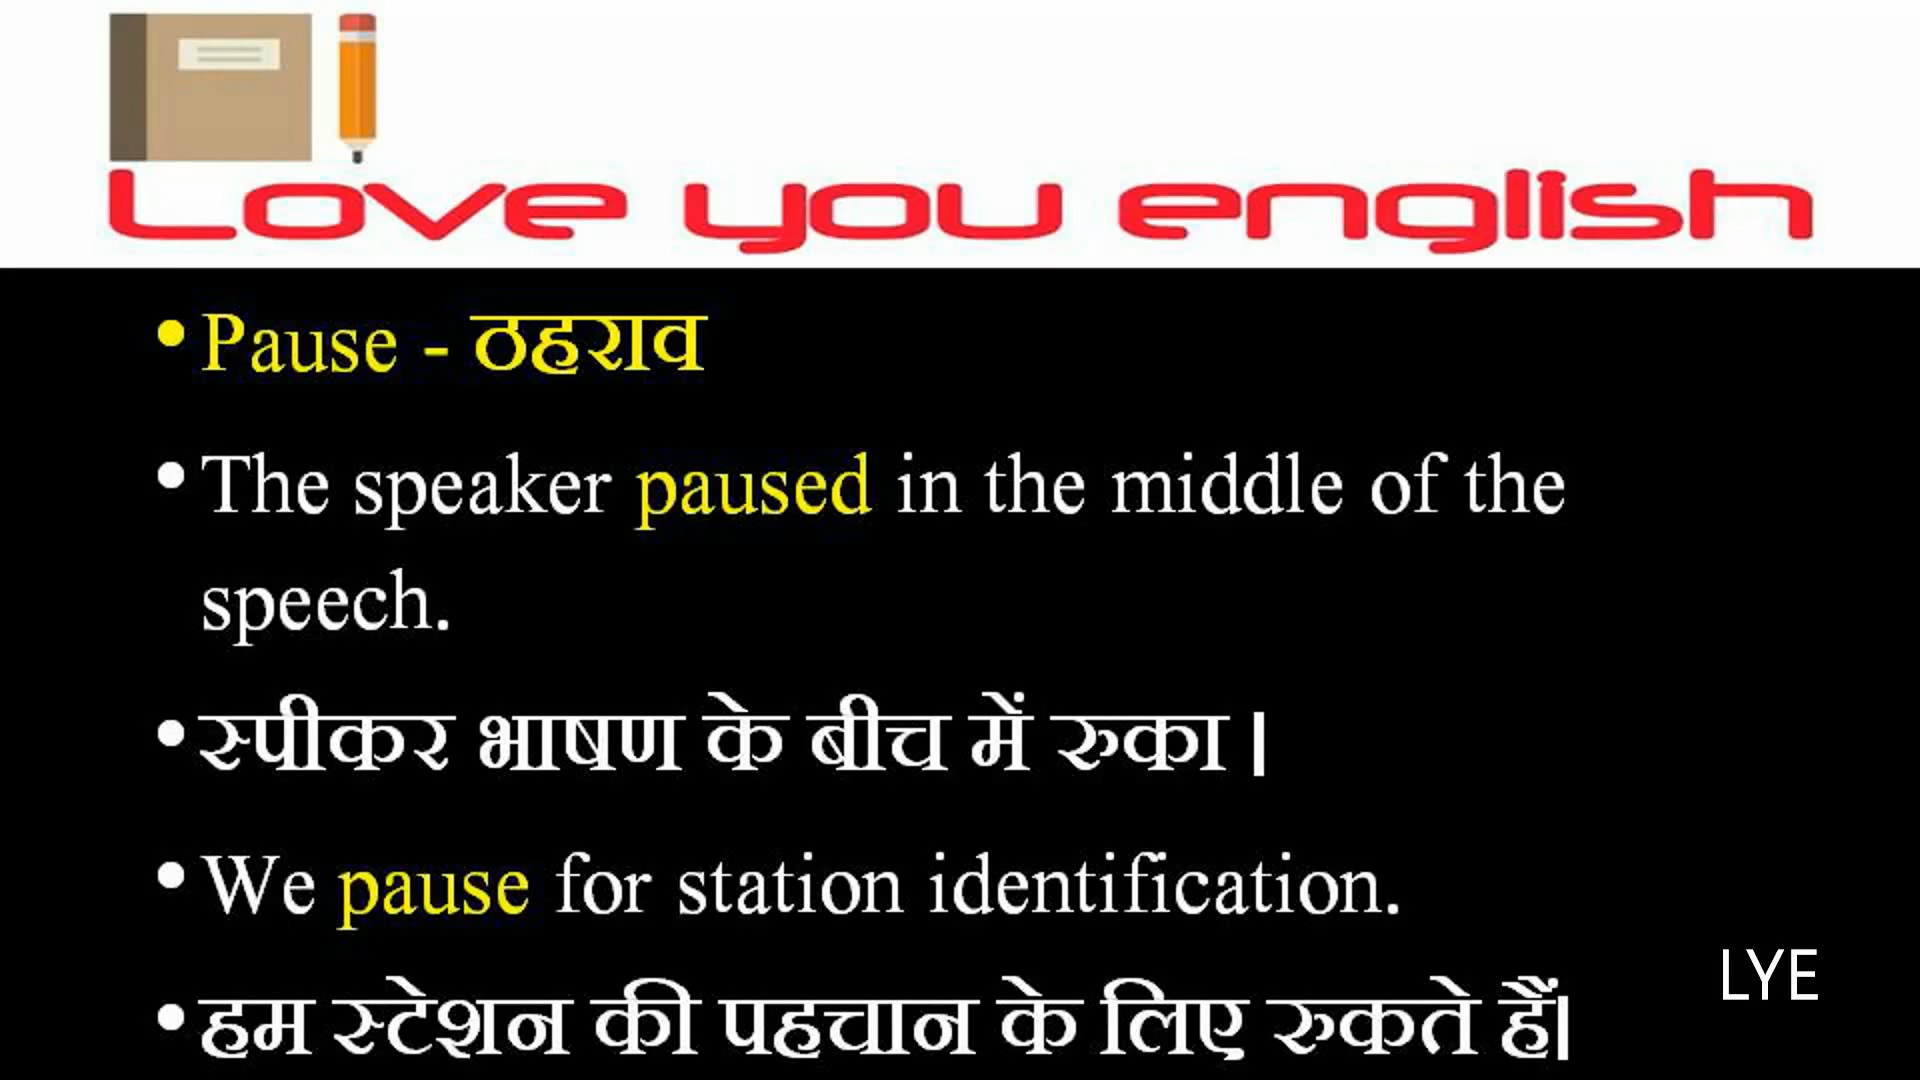 Love you english
• Pause - ठहराव
• The speaker paused in the middle of the
speech.
• स्पीकर भाषण के बीच में रुका ।
• We pause for station identification.
LYE
• हम स्टेशन की पहचान के लिए रुकते हैं।